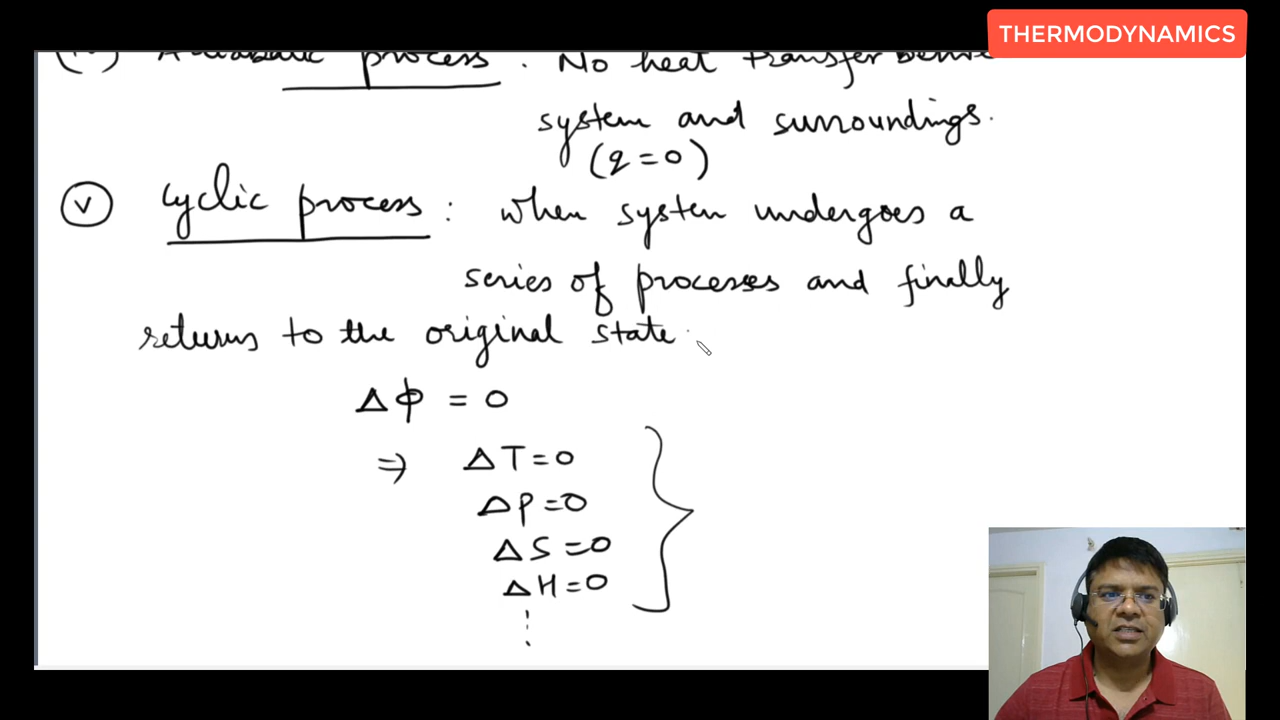 THERMODYNAMICS
process : No heat transfer
system and surroundings.
(q = 0)
(v) cyclic process : when system undergoes a
series of processes and finally
returns to the original state.
Δφ = 0
⇒ ΔT = 0
ΔP = 0
ΔS = 0
ΔH = 0